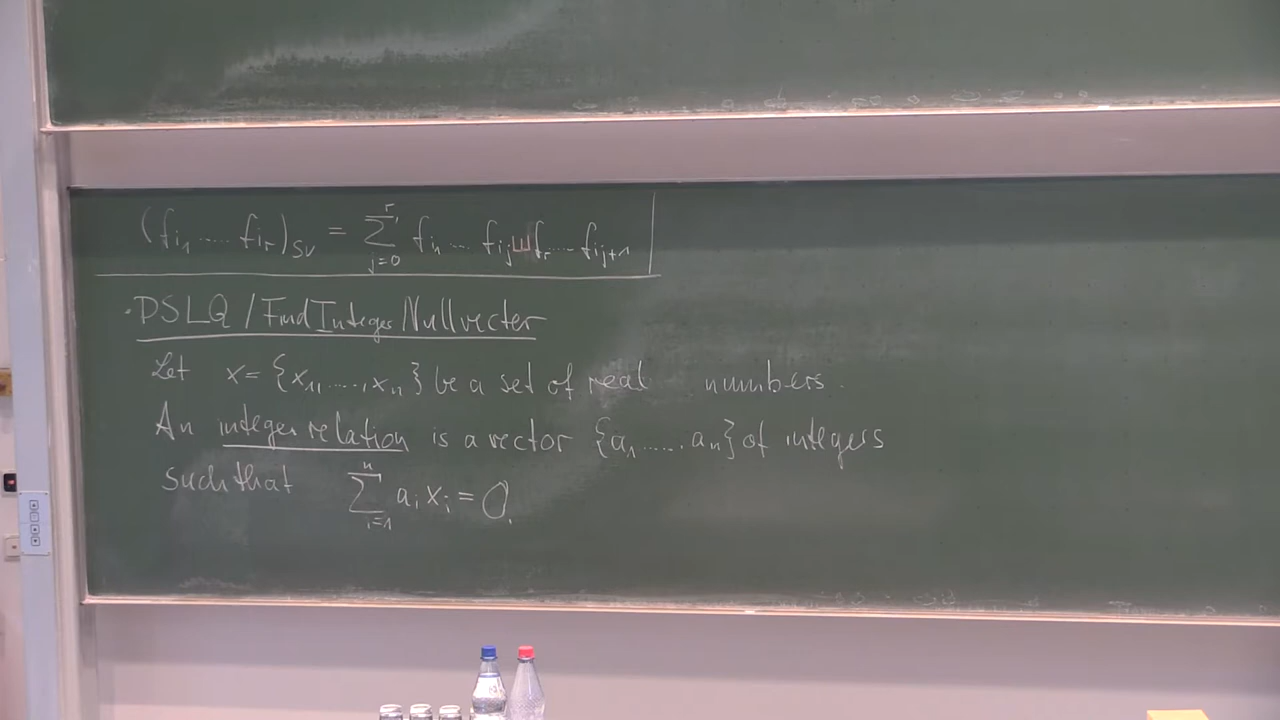 (f_{i_1} .... f_{i_r})_{SV} = \sum_{j=0}^{r} f_{i_1} .... f_{i_j} ш f_{i_r} .... f_{i_{j+1}}
· PSLQ / FindIntegerNullvector
Let x = {x_1, ...., x_n} be a set of real numbers.
An integer relation is a vector {a_1 ..... a_n} of integers
such that \sum_{i=1}^{n} a_i x_i = 0.